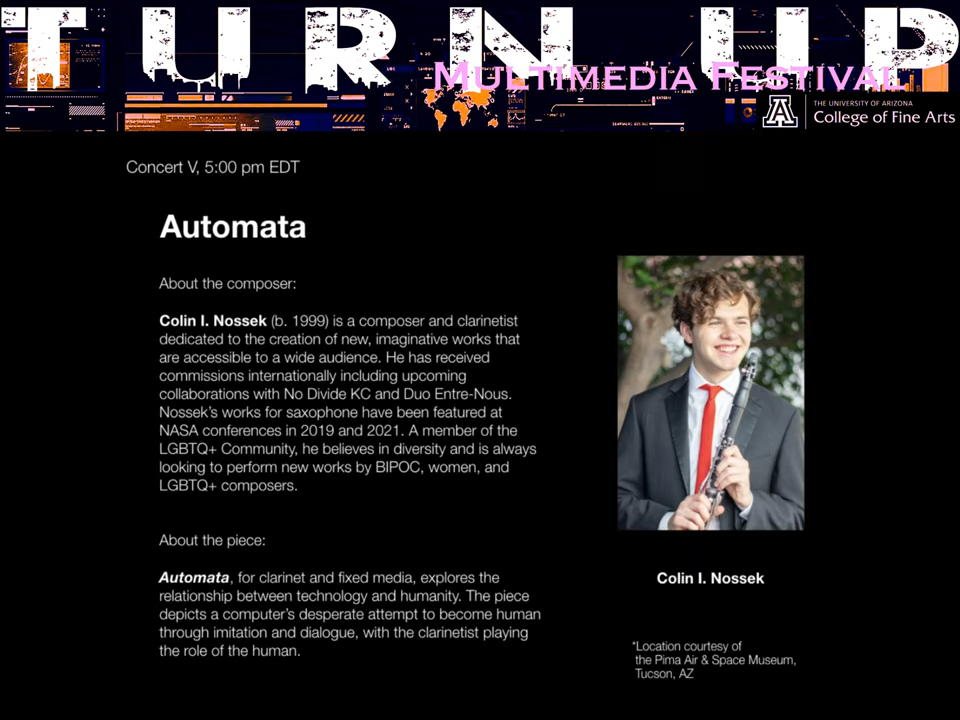 TURN UP
MULTIMEDIA FESTIVAL
A
THE UNIVERSITY OF ARIZONA
College of Fine Arts
Concert V, 5:00 pm EDT
Automata
About the composer:
Colin I. Nossek (b. 1999) is a composer and clarinetist
dedicated to the creation of new, imaginative works that
are accessible to a wide audience. He has received
commissions internationally including upcoming
collaborations with No Divide KC and Duo Entre-Nous.
Nossek's works for saxophone have been featured at
NASA conferences in 2019 and 2021. A member of the
LGBTQ+ Community, he believes in diversity and is always
looking to perform new works by BIPOC, women, and
LGBTQ+ composers.
About the piece:
Automata, for clarinet and fixed media, explores the
relationship between technology and humanity. The piece
depicts a computer's desperate attempt to become human
through imitation and dialogue, with the clarinetist playing
the role of the human.
Colin I. Nossek
*Location courtesy of
the Pima Air & Space Museum,
Tucson, AZ